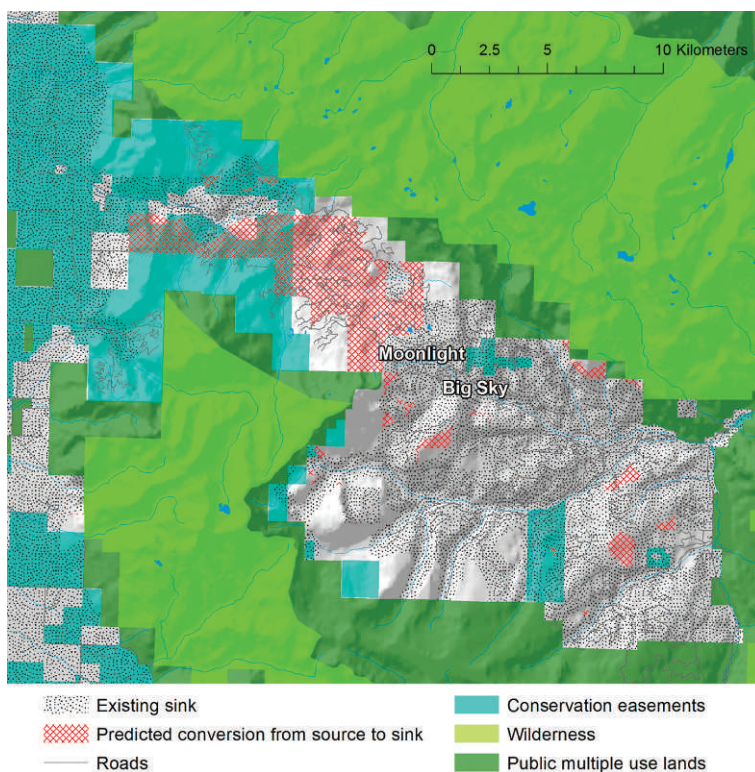 0 2.5 5 10 Kilometers
Moonlight
Big Sky
Existing sink
Predicted conversion from source to sink
Roads
Conservation easements
Wilderness
Public multiple use lands